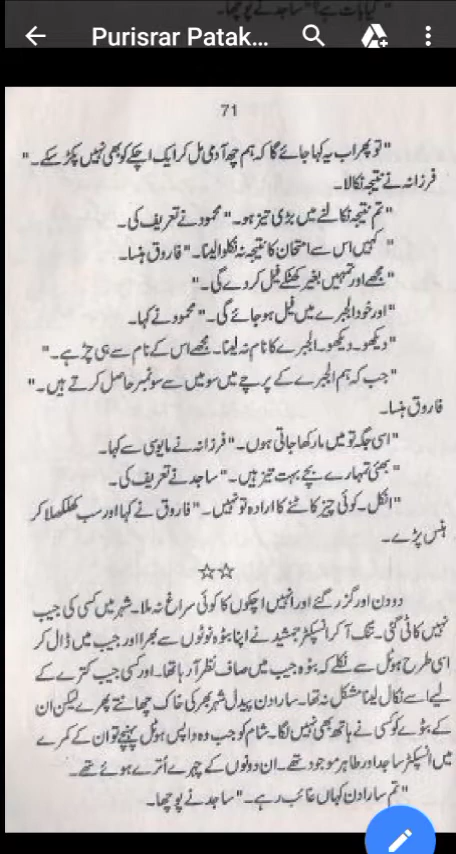 " کیا بات ہے؟" ساجد نے پوچھا۔
Purisrar Patak...
71
"تو پھر اب یہ کہا جائے گا کہ ہم چھ آدمی مل کر ایک اچکے کو بھی نہیں پکڑ سکے۔"
فرزانہ نے نتیجہ نکالا۔
"تم نتیجہ نکالنے میں بڑی تیز ہو۔" محمود نے تعریف کی۔
"کہیں اس سے امتحان کا نتیجہ نہ نکلوا لینا۔" فاروق ہنسا۔
"مجھے اور تمہیں بغیر کھٹکے فیل کر دے گی۔"
"اور خود الجبرے میں فیل ہو جائے گی۔" محمود نے کہا۔
"دیکھو۔ دیکھو۔ الجبرے کا نام نہ لینا۔ مجھے اس کے نام سے ہی چڑ ہے۔"
"جب کہ ہم الجبرے کے پرچے میں سو میں سے سو نمبر حاصل کرتے ہیں۔"
فاروق ہنسا۔
"اسی جگہ تو میں مار کھا جاتی ہوں۔" فرزانہ نے مایوسی سے کہا۔
"بھئی تمہارے بچے بہت تیز ہیں۔" ساجد نے تعریف کی۔
"انکل۔ کوئی چیز کاٹنے کا ارادہ تو نہیں۔" فاروق نے کہا اور سب کھلکھلا کر
ہنس پڑے۔
☆☆
دو دن اور گزر گئے اور انہیں اچکوں کا کوئی سراغ نہ ملا۔ شہر میں کسی کی جیب
نہیں کاٹی گئی۔ تنگ آ کر انسپکٹر جمشید نے اپنا بٹوہ نوٹوں سے بھرا اور جیب میں ڈال کر
اسی طرح ہوٹل سے نکلے کہ بٹوہ جیب میں صاف نظر آ رہا تھا۔ اور کسی جیب کترے کے
لیے اسے نکال لینا مشکل نہ تھا۔ سارا دن پیدل شہر بھر کی خاک چھانتے پھرے لیکن ان
کے بٹوے کو کسی نے ہاتھ بھی نہیں لگا۔ شام کو جب وہ واپس ہوٹل پہنچے تو ان کے کمرے
میں انسپکٹر ساجد اور طاہر موجود تھے۔ ان دونوں کے چہرے اُترے ہوئے تھے۔
"تم سارا دن کہاں غائب رہے۔" ساجد نے پوچھا۔